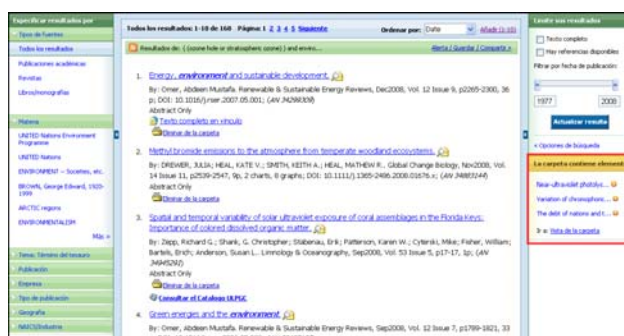 Especificar resultados por
Tipos de fuentes
Todos los resultados
Publicaciones académicas
Revistas
Libros/monografías
Materia
UNITED Nations Environment
Programme
UNITED Nations
ENVIRONMENT -- Societies, etc.
BROWN, George Edward, 1920-
1999
ARCTIC regions
ENVIRONMENTALISM
Más »
Tema: Término del tesauro
Publicación
Empresa
Tipo de publicación
Geografía
NAICS/Industria
Todos los resultados: 1-10 de 160 Página: 1 2 3 4 5 Siguiente
Ordenar por: Date
Añadir (1-10)
Resultados de: ( (ozone hole or stratospheric ozone) ) and enviro...
Alerta / Guardar / Compartir »
1. Energy, environment and sustainable development.
By: Omer, Abdeen Mustafa. Renewable & Sustainable Energy Reviews, Dec2008, Vol. 12 Issue 9, p2265-2300, 36
p; DOI: 10.1016/j.rser.2007.05.001; (AN 34298309)
Abstract Only
Texto completo en vínculo
Eliminar de la carpeta
2. Methyl bromide emissions to the atmosphere from temperate woodland ecosystems.
By: DREWER, JULIA; HEAL, KATE V.; SMITH, KEITH A.; HEAL, MATHEW R.. Global Change Biology, Nov2008, Vol.
14 Issue 11, p2539-2547, 9p, 2 charts, 8 graphs; DOI: 10.1111/j.1365-2486.2008.01676.x;
Abstract Only
Eliminar de la carpeta
3. Spatial and temporal variability of solar ultraviolet exposure of coral assemblages in the Florida Keys:
Importance of colored dissolved organic matter.
By: Zepp, Richard G.; Shank, G. Christopher; Stabenau, Erik; Patterson, Karen W.; Cyterski, Mike; Fisher, William;
Bartels, Erich; Anderson, Susan L.. Limnology & Oceanography, Sep2008, Vol. 53 Issue 5, p17-17, 1p; (AN
Abstract Only
Eliminar de la carpeta
Consultar el Catalogo ULPGC
4. Green energies and the environment.
By: Omer, Abdeen Mustafa. Renewable & Sustainable Energy Reviews, Sep2008, Vol. 12 Issue 7, p1789-1821, 33
Limite sus resultados
Texto completo
Hay referencias disponibles
Filtrar por fecha de publicación:
1977 2008
Actualizar resulta
« Opciones de búsqueda
La carpeta contiene element
Near-ultraviolet photolys...
Variation of chromophori...
The debt of nations and t...
Ir a: Vista de la carpeta